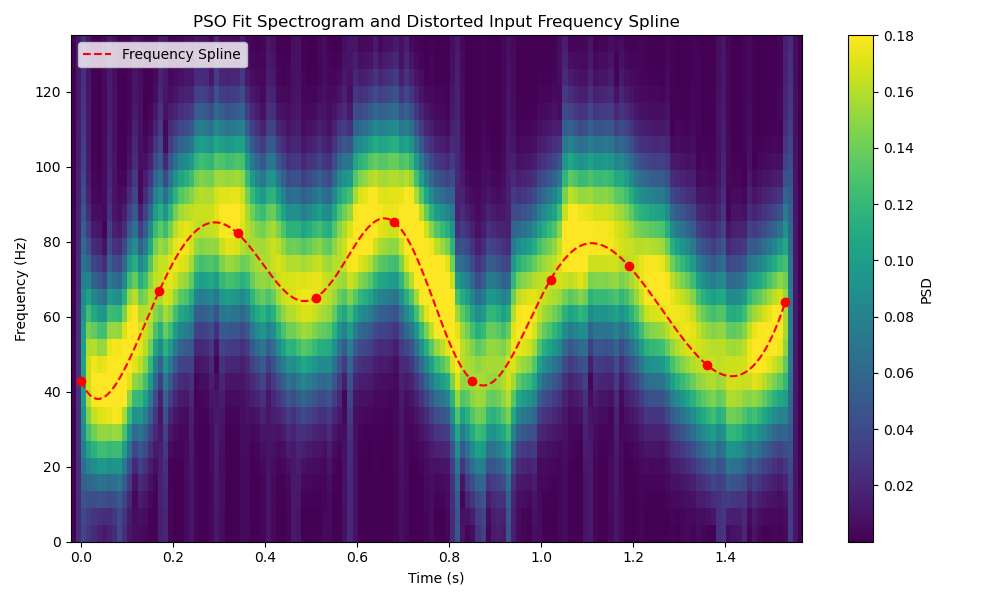 PSO Fit Spectrogram and Distorted Input Frequency Spline
Frequency Spline
Frequency (Hz)
120
100
80
60
40
20
0
0.0 0.2 0.4 0.6 0.8 1.0 1.2 1.4
Time (s)
0.18
0.16
0.14
0.12
0.10
0.08
0.06
0.04
0.02
PSD